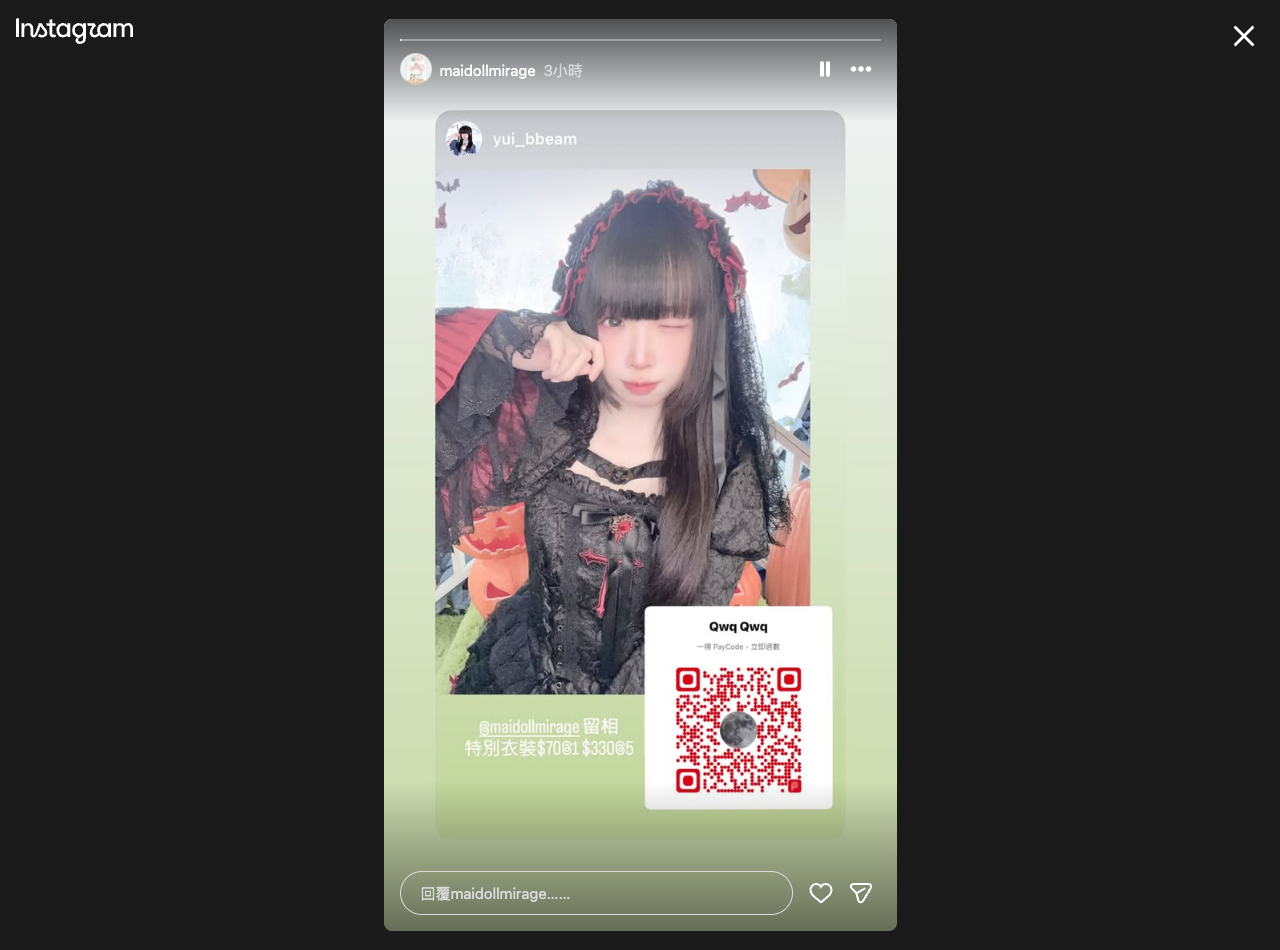 Instagram
maidollmirage 3小時
yui_bbeam
Qwq Qwq
一掃 PayCode，立即過數
@maidollmirage 留相
特別衣裝$70@1 $330@5
回覆maidollmirage……